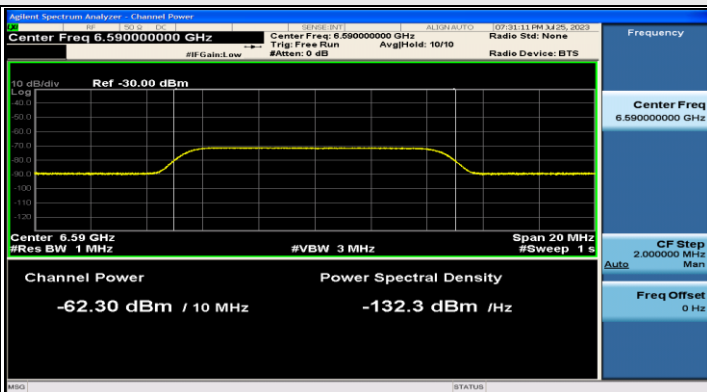 Agilent Spectrum Analyzer - Channel Power
RF 50 Ω DC SENSE:INT ALIGN AUTO 07:31:11 PM Jul 25, 2023
Center Freq 6.590000000 GHz Center Freq: 6.590000000 GHz Radio Std: None
Trig: Free Run Avg|Hold: 10/10
#IFGain:Low #Atten: 0 dB Radio Device: BTS
10 dB/div Ref -30.00 dBm
Log
-40.0
-50.0
-60.0
-70.0
-80.0
-90.0
-100
-110
-120
Center 6.59 GHz Span 20 MHz
#Res BW 1 MHz #VBW 3 MHz #Sweep 1 s
Channel Power Power Spectral Density
-62.30 dBm / 10 MHz -132.3 dBm /Hz
MSG STATUS
Frequency
Center Freq
6.590000000 GHz
CF Step
2.000000 MHz
Auto Man
Freq Offset
0 Hz